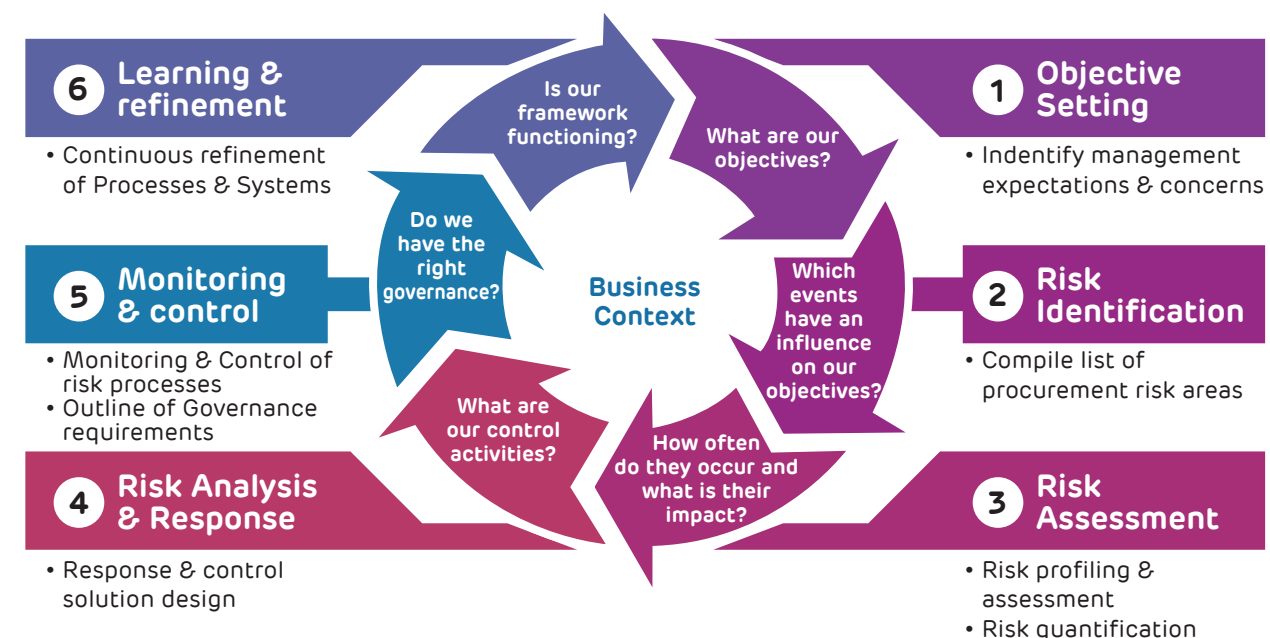 6
Learning &
refinement
• Continuous refinement
of Processes & Systems
Is our
framework
functioning?
What are our
objectives?
1
Objective
Setting
• Indentify management
expectations & concerns
5
Monitoring
& control
• Monitoring & Control of
risk processes
• Outline of Governance
requirements
Do we
have the
right
governance?
Business
Context
Which
events
have an
influence
on our
objectives?
2
Risk
Identification
• Compile list of
procurement risk areas
4
Risk Analysis
& Response
• Response & control
solution design
What are
our control
activities?
How often
do they occur and
what is their
impact?
3
Risk
Assessment
• Risk profiling &
assessment
• Risk quantification